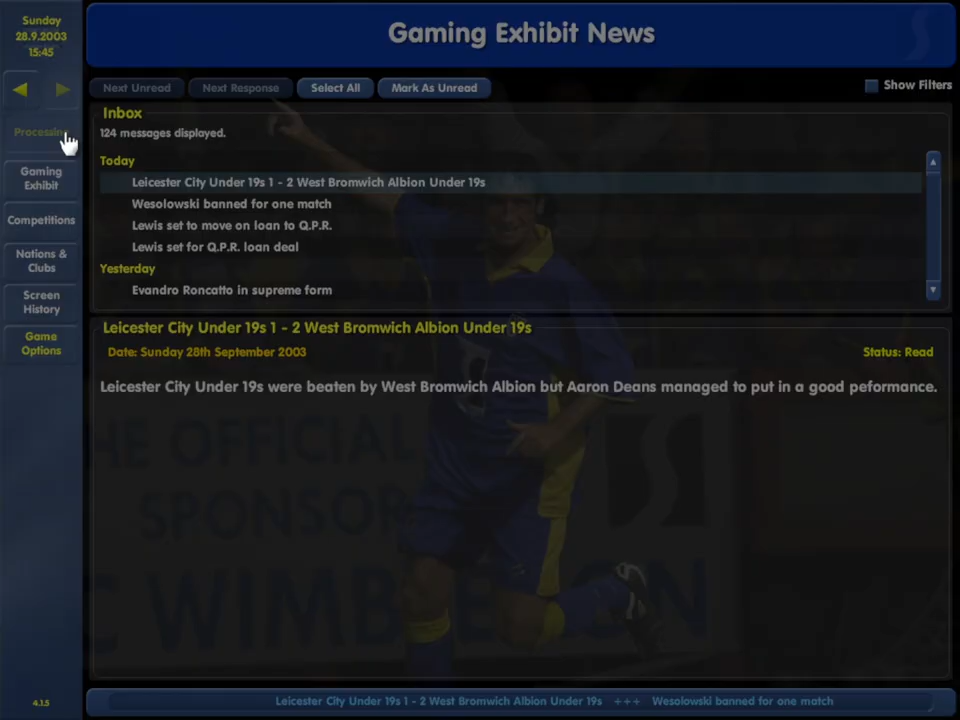 Sunday
28.9.2003
15:45
Processing
Gaming
Exhibit
Competitions
Nations &
Clubs
Screen
History
Game
Options
4.1.5
Gaming Exhibit News
Next Unread
Next Response
Select All
Mark As Unread
Show Filters
Inbox
124 messages displayed.
Today
Leicester City Under 19s 1 - 2 West Bromwich Albion Under 19s
Wesolowski banned for one match
Lewis set to move on loan to Q.P.R.
Lewis set for Q.P.R. loan deal
Yesterday
Evandro Roncatto in supreme form
Leicester City Under 19s 1 - 2 West Bromwich Albion Under 19s
Date: Sunday 28th September 2003
Status: Read
Leicester City Under 19s were beaten by West Bromwich Albion but Aaron Deans managed to put in a good peformance.
HE OFFICIAL
SPONSOR
C WIMB
Leicester City Under 19s 1 - 2 West Bromwich Albion Under 19s +++ Wesolowski banned for one match